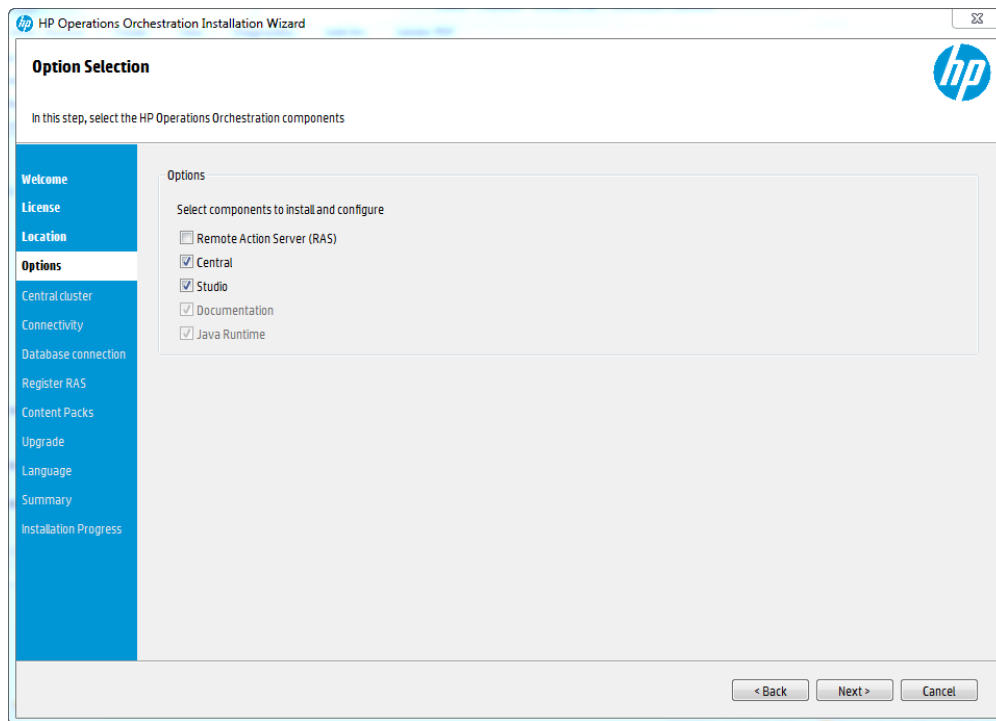 HP Operations Orchestration Installation Wizard
Option Selection
hp
In this step, select the HP Operations Orchestration components
Welcome
License
Location
Options
Central cluster
Connectivity
Database connection
Register RAS
Content Packs
Upgrade
Language
Summary
Installation Progress
Options
Select components to install and configure
Remote Action Server (RAS)
Central
Studio
Documentation
Java Runtime
< Back
Next >
Cancel